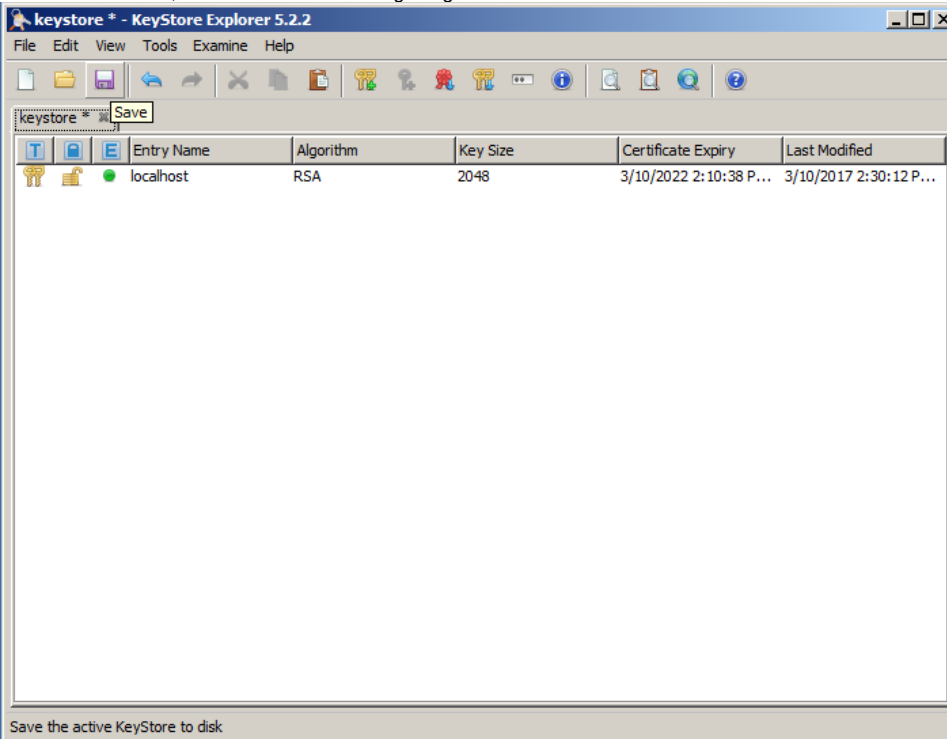 keystore * - KeyStore Explorer 5.2.2
File Edit View Tools Examine Help
keystore *
Save
T E Entry Name Algorithm Key Size Certificate Expiry Last Modified
localhost RSA 2048 3/10/2022 2:10:38 P... 3/10/2017 2:30:12 P...
Save the active KeyStore to disk